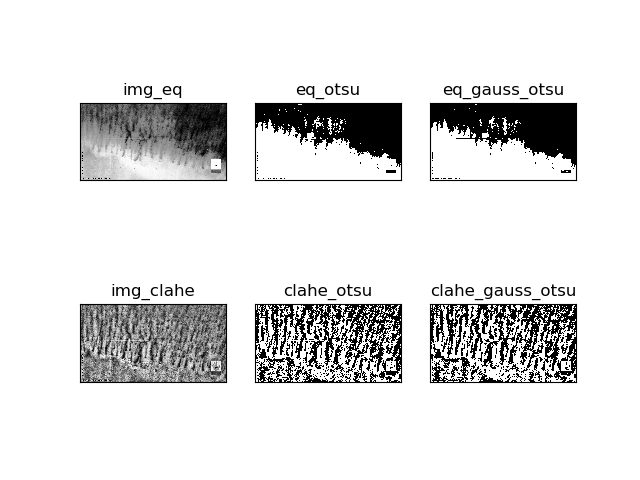 img_eq
eq_otsu
eq_gauss_otsu
img_clahe
clahe_otsu
clahe_gauss_otsu